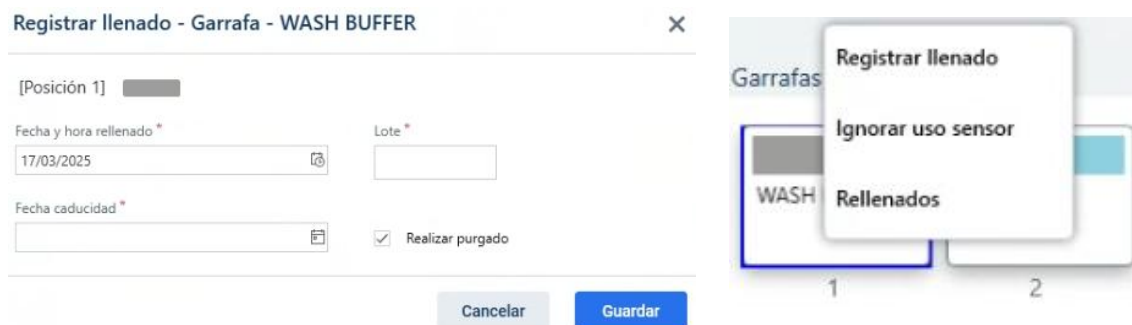 Registrar llenado - Garrafa - WASH BUFFER
[Posición 1]
Fecha y hora rellenado *
Lote *
17/03/2025
Fecha caducidad *
Realizar purgado
Cancelar
Guardar
Registrar llenado
Garrafas
Ignorar uso sensor
WASH
Rellenados
1
2